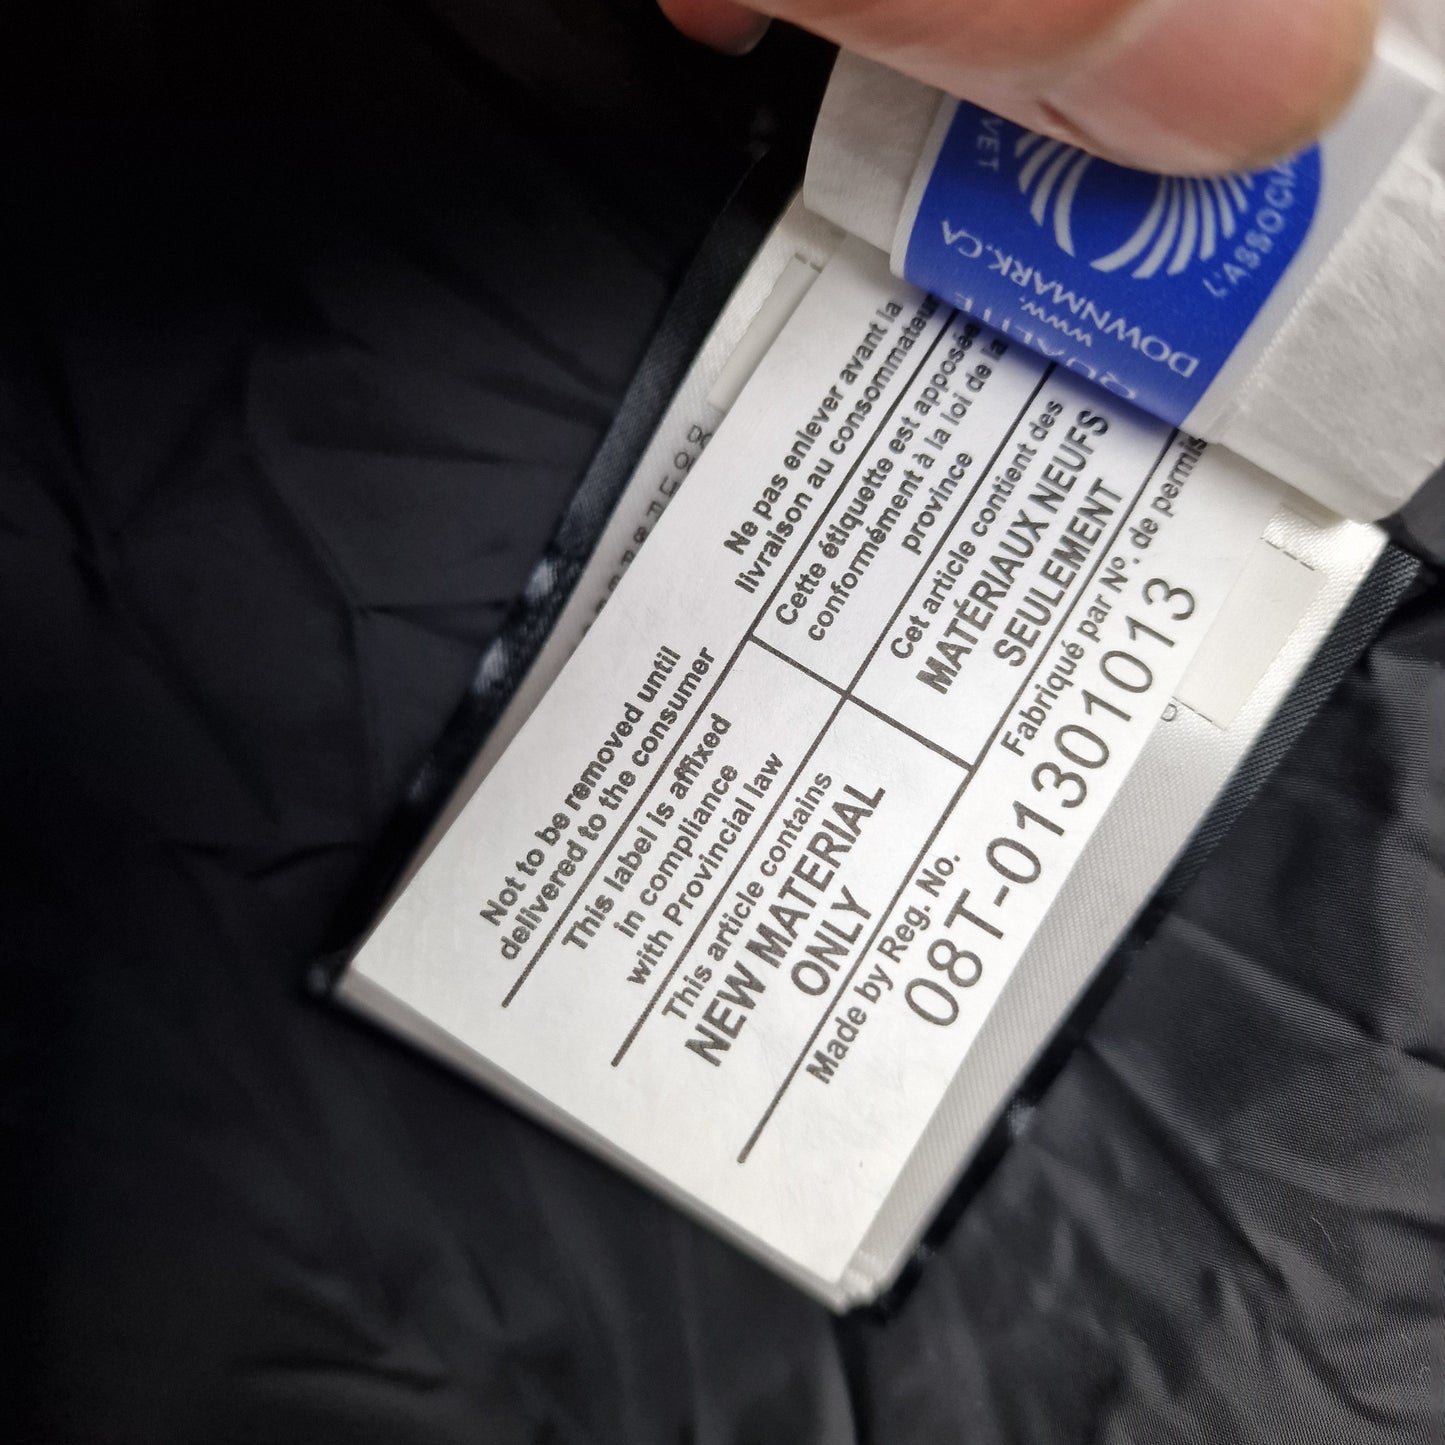 Not to be removed until
delivered to the consumer
This label is affixed
in compliance
with Provincial law
This article contains
NEW MATERIAL
ONLY
Made by Reg. No.
08T-01301013
Ne pas enlever avant la
livraison au consommateur
Cette étiquette est apposée
conformément à la loi de la
province
Cet article contient des
MATÉRIAUX NEUFS
SEULEMENT
Fabriqué par Nº. de permis
L'ASSOCIA
QUALITÉ
www.
DOWNMARK.CA